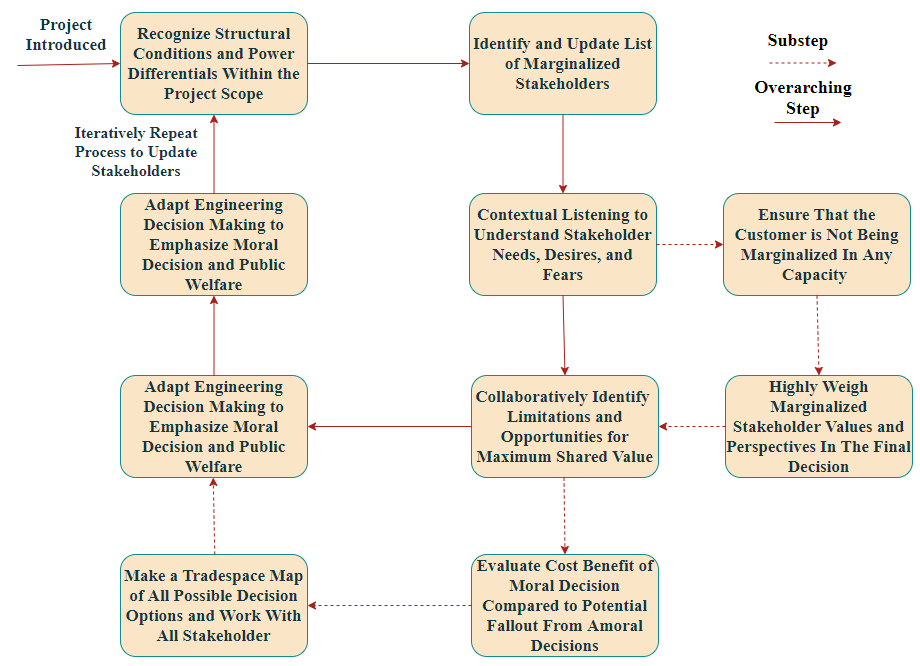 Project
Introduced
Recognize Structural
Conditions and Power
Differentials Within the
Project Scope
Identify and Update List
of Marginalized
Stakeholders
Substep
Overarching
Step
Iteratively Repeat
Process to Update
Stakeholders
Adapt Engineering
Decision Making to
Emphasize Moral
Decision and Public
Welfare
Contextual Listening to
Understand Stakeholder
Needs, Desires, and
Fears
Ensure That the
Customer is Not Being
Marginalized In Any
Capacity
Adapt Engineering
Decision Making to
Emphasize Moral
Decision and Public
Welfare
Collaboratively Identify
Limitations and
Opportunities for
Maximum Shared Value
Highly Weigh
Marginalized
Stakeholder Values and
Perspectives In The Final
Decision
Make a Tradespace Map
of All Possible Decision
Options and Work With
All Stakeholder
Evaluate Cost Benefit of
Moral Decision
Compared to Potential
Fallout From Amoral
Decisions